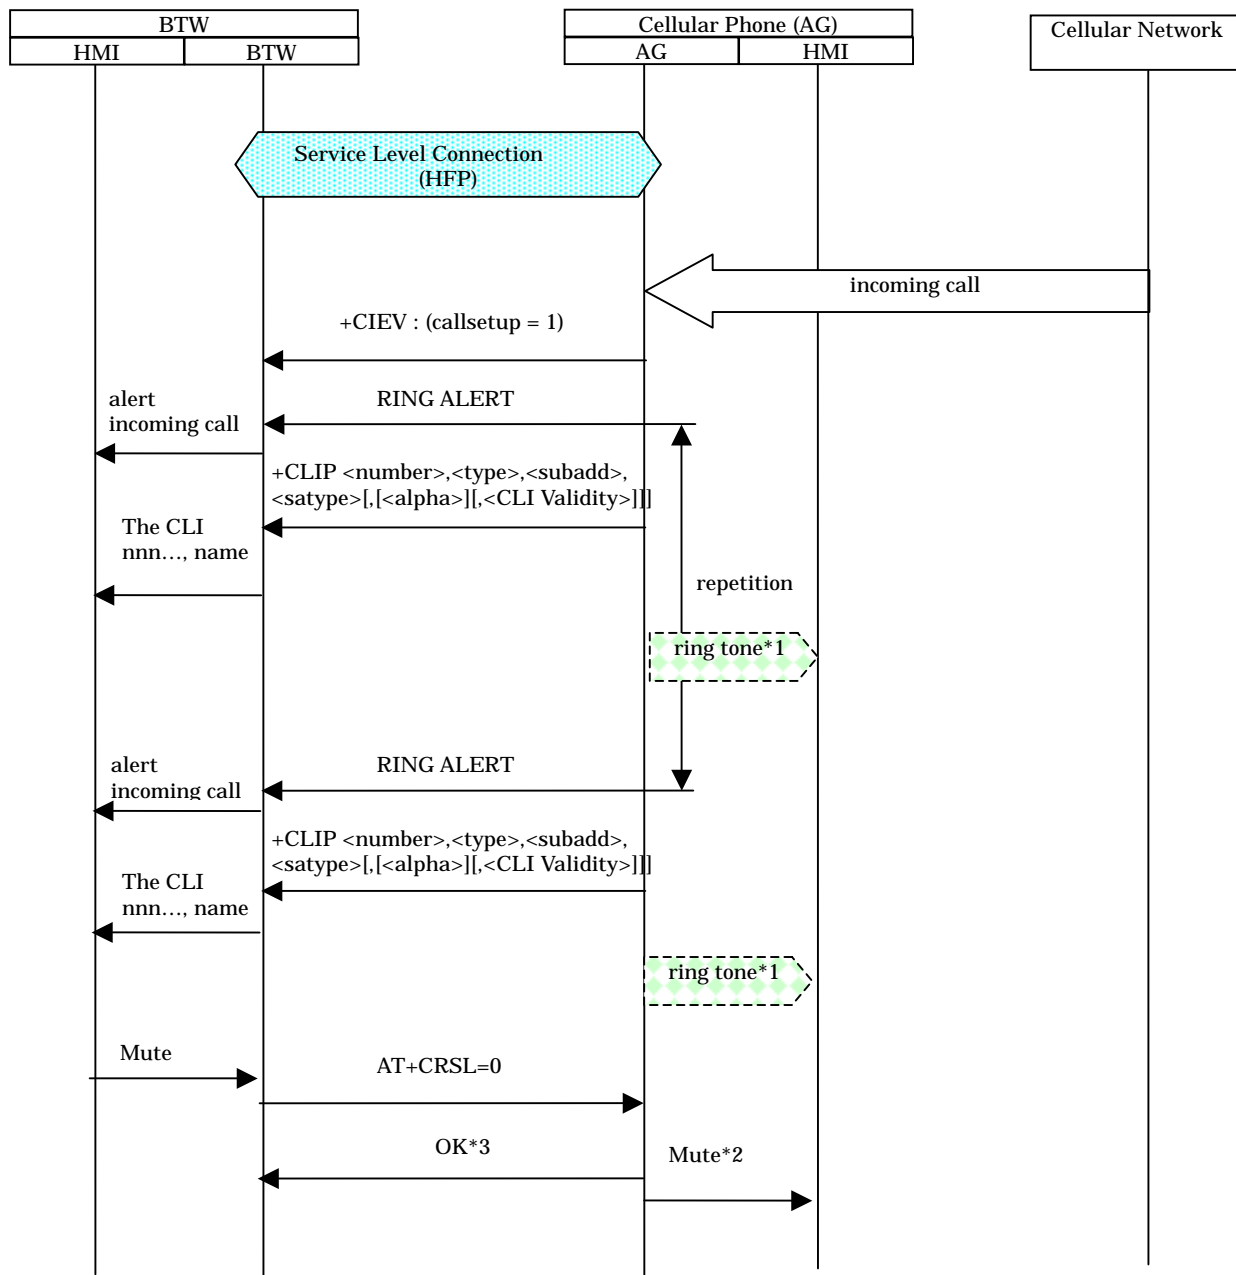 BTW
Cellular Phone (AG)
Cellular Network
HMI
BTW
AG
HMI
Service Level Connection
(HFP)
incoming call
+CIEV : (callsetup = 1)
alert
incoming call
RING ALERT
+CLIP <number>,<type>,<subadd>,
<satype>[,[<alpha>][,<CLI Validity>]]]
The CLI
nnn…, name
repetition
ring tone*1
alert
incoming call
RING ALERT
+CLIP <number>,<type>,<subadd>,
<satype>[,[<alpha>][,<CLI Validity>]]]
The CLI
nnn…, name
ring tone*1
Mute
AT+CRSL=0
OK*3
Mute*2